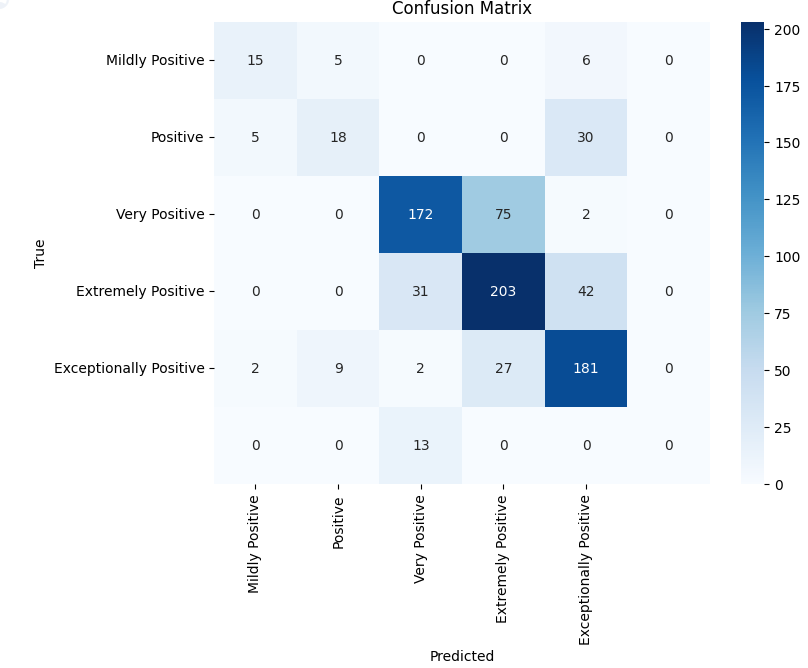 Confusion Matrix
Mildly Positive 15 5 0 0 6 0
Positive 5 18 0 0 30 0
Very Positive 0 0 172 75 2 0
Extremely Positive 0 0 31 203 42 0
Exceptionally Positive 2 9 2 27 181 0
0 0 13 0 0 0
True
Mildly Positive
Positive
Very Positive
Extremely Positive
Exceptionally Positive
Predicted
200
175
150
125
100
75
50
25
0